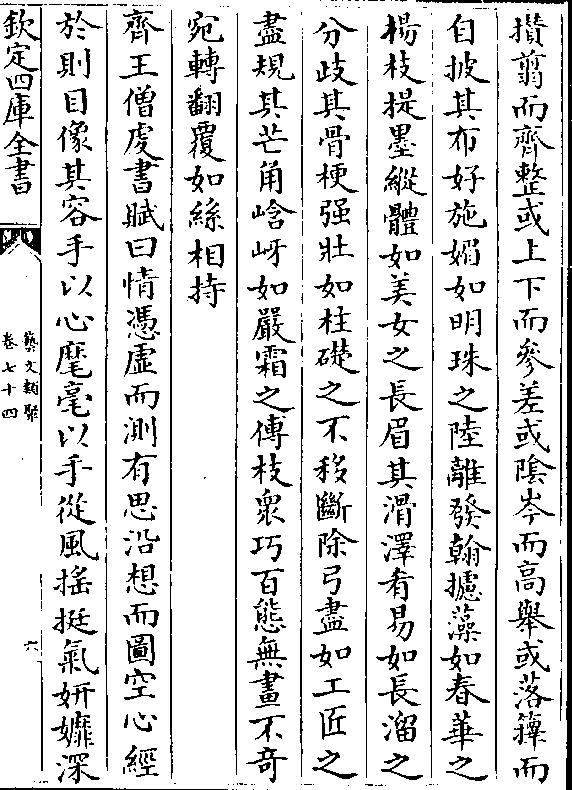 攢翦而齊整或上下而參差或陰岑而高舉或落籜而
自披其布好施媚如明珠之陸離發翰攄藻如春華之
楊枝提墨縱體如美女之長眉其滑澤肴易如長溜之
分歧其骨梗强壯如柱礎之不移斷除弓盡如工匠之
盡規其芒角㟏岈如嚴霜之傅枝衆巧百態無畫不奇
宛轉翻覆如絲相持
齊王僧䖍書賦曰情憑虛而測有思沿想而圖空心經
於則目像其容手以心麾毫以手從風揺挺氣妍孊深
欽定四庫全書
藝文類聚
卷七十四
六